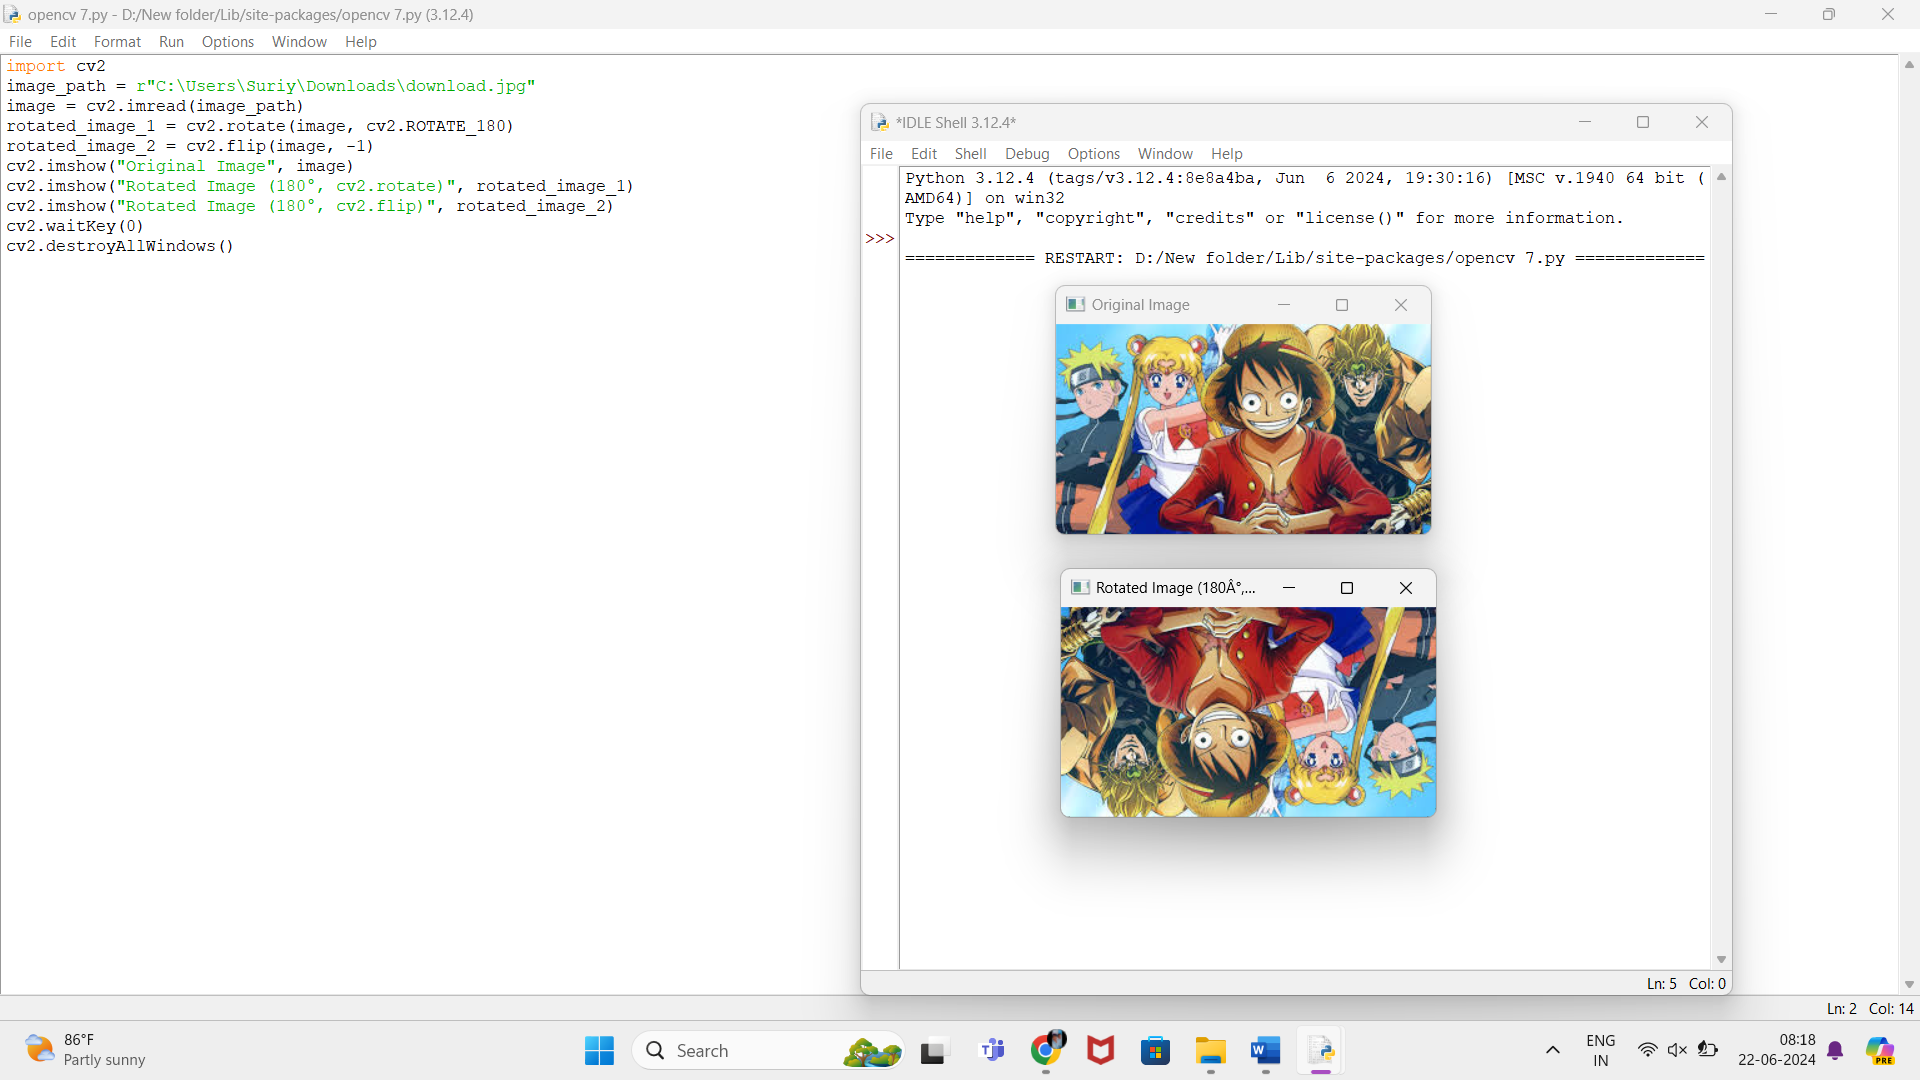 opencv 7.py - D:/New folder/Lib/site-packages/opencv 7.py (3.12.4)
File Edit Format Run Options Window Help
import cv2
image_path = r"C:\Users\Suriy\Downloads\download.jpg"
image = cv2.imread(image_path)
rotated_image_1 = cv2.rotate(image, cv2.ROTATE_180)
rotated_image_2 = cv2.flip(image, -1)
cv2.imshow("Original Image", image)
cv2.imshow("Rotated Image (180°, cv2.rotate)", rotated_image_1)
cv2.imshow("Rotated Image (180°, cv2.flip)", rotated_image_2)
cv2.waitKey(0)
cv2.destroyAllWindows()
*IDLE Shell 3.12.4*
File Edit Shell Debug Options Window Help
Python 3.12.4 (tags/v3.12.4:8e8a4ba, Jun  6 2024, 19:30:16) [MSC v.1940 64 bit (
AMD64)] on win32
Type "help", "copyright", "credits" or "license()" for more information.
>>>
============= RESTART: D:/New folder/Lib/site-packages/opencv 7.py =============
Original Image
Rotated Image (180Â°,...
Ln: 5 Col: 0
Ln: 2 Col: 14
86°F
Partly sunny
Search
ENG
IN
08:18
22-06-2024
PRE